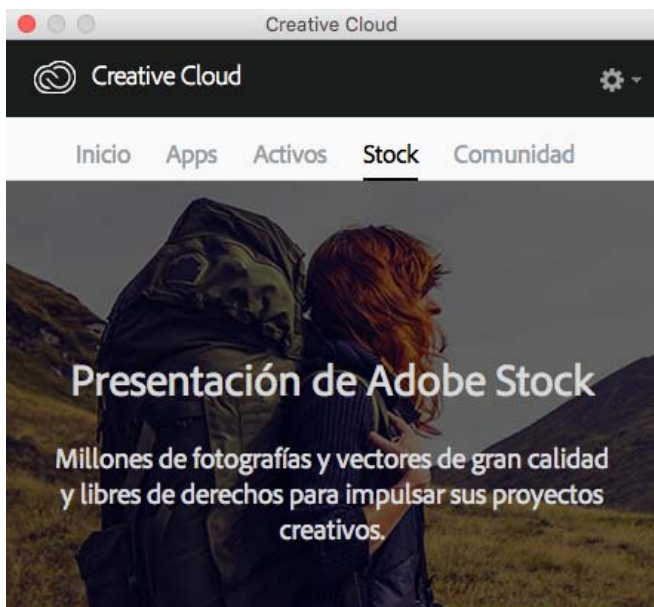 Creative Cloud
Creative Cloud
Inicio Apps Activos Stock Comunidad
Presentación de Adobe Stock
Millones de fotografías y vectores de gran calidad
y libres de derechos para impulsar sus proyectos
creativos.